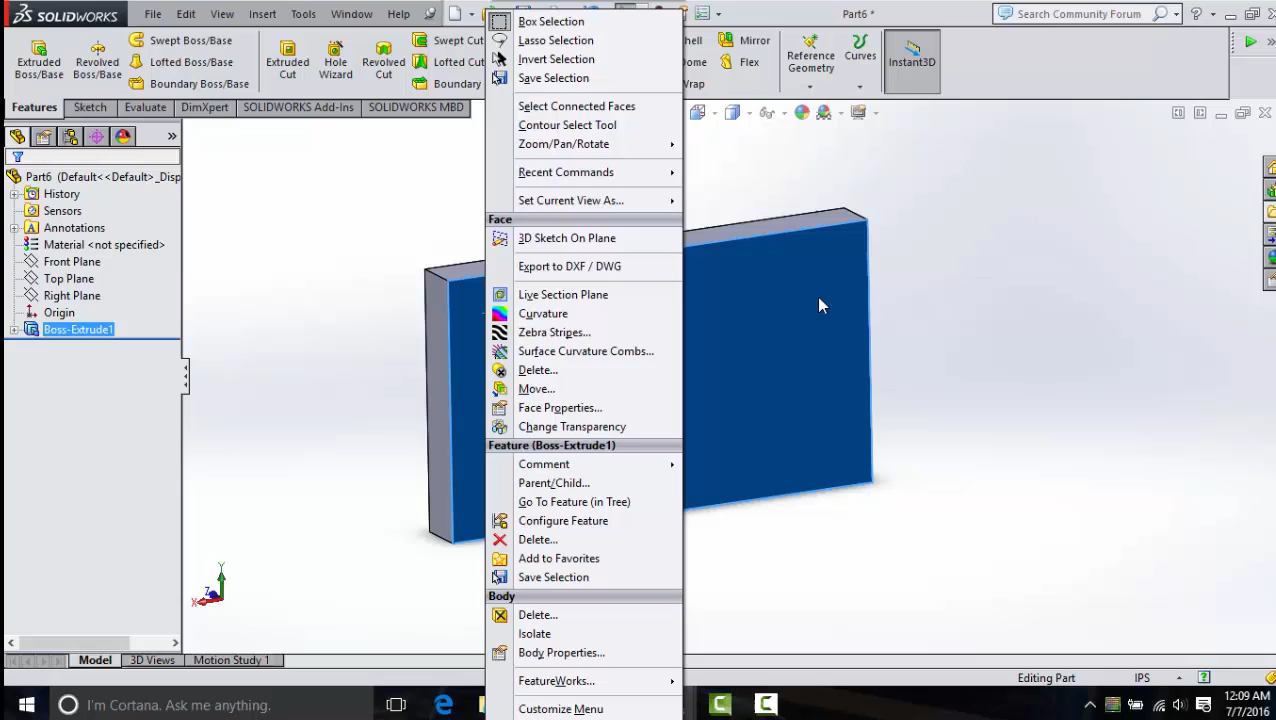 SOLIDWORKS File Edit View Insert Tools Window Help Part6 * Search Community Forum
Extruded Boss/Base
Revolved Boss/Base
Swept Boss/Base
Lofted Boss/Base
Boundary Boss/Base
Extruded Cut
Hole Wizard
Revolved Cut
Swept Cut
Lofted Cut
Boundary
Mirror
Flex
Reference Geometry
Curves
Instant3D
Features Sketch Evaluate DimXpert SOLIDWORKS Add-Ins SOLIDWORKS MBD
Part6 (Default<<Default>_Disp
History
Sensors
Annotations
Material <not specified>
Front Plane
Top Plane
Right Plane
Origin
Boss-Extrude1
Box Selection
Lasso Selection
Invert Selection
Save Selection
Select Connected Faces
Contour Select Tool
Zoom/Pan/Rotate
Recent Commands
Set Current View As...
Face
3D Sketch On Plane
Export to DXF / DWG
Live Section Plane
Curvature
Zebra Stripes...
Surface Curvature Combs...
Delete...
Move...
Face Properties...
Change Transparency
Feature (Boss-Extrude1)
Comment
Parent/Child...
Go To Feature (in Tree)
Configure Feature
Delete...
Add to Favorites
Save Selection
Body
Delete...
Isolate
Body Properties...
FeatureWorks...
Customize Menu
Y
Z
X
Model 3D Views Motion Study 1
Editing Part IPS
I'm Cortana. Ask me anything.
12:09 AM
7/7/2016